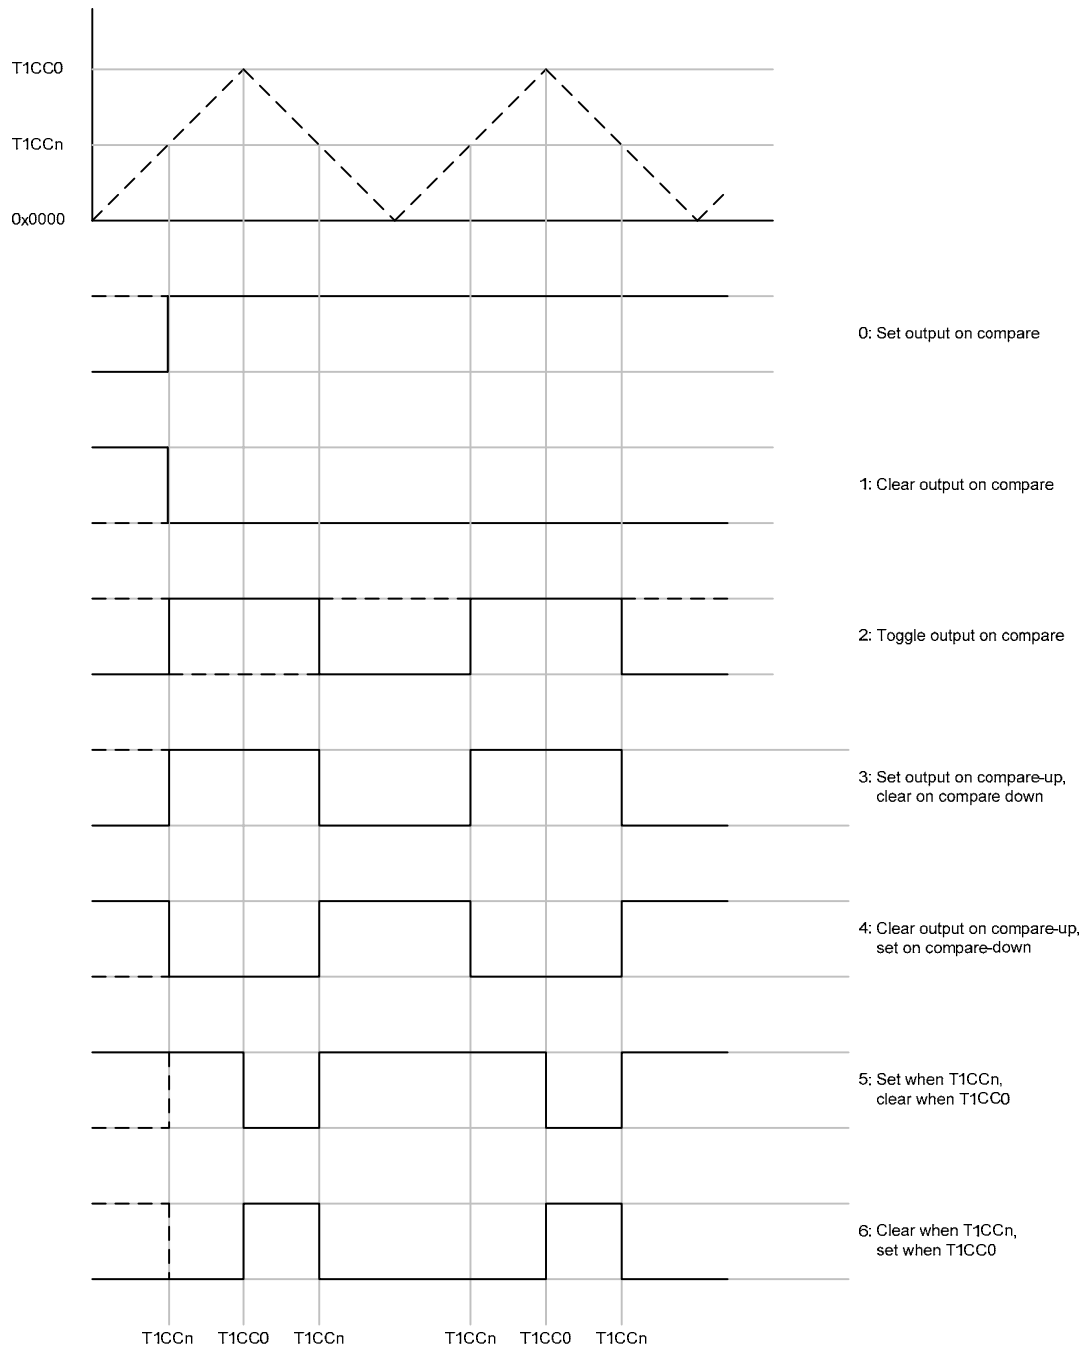 T1CC0
T1CCn
0x0000
0: Set output on compare
1: Clear output on compare
2: Toggle output on compare
3: Set output on compare-up,
clear on compare down
4: Clear output on compare-up,
set on compare-down
5: Set when T1CCn,
clear when T1CC0
6: Clear when T1CCn,
set when T1CC0
T1CCn T1CC0 T1CCn T1CCn T1CC0 T1CCn